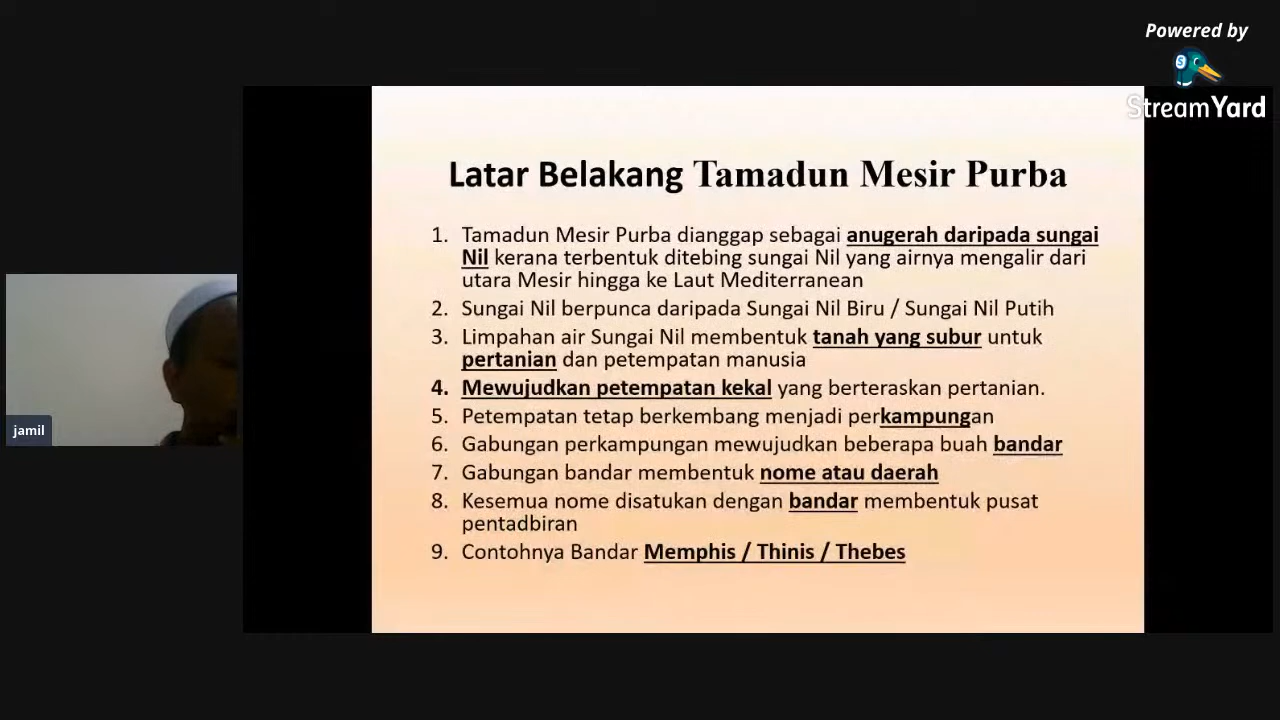 Powered by
StreamYard
Latar Belakang Tamadun Mesir Purba
1. Tamadun Mesir Purba dianggap sebagai anugerah daripada sungai
Nil kerana terbentuk ditebing sungai Nil yang airnya mengalir dari
utara Mesir hingga ke Laut Mediterranean
2. Sungai Nil berpunca daripada Sungai Nil Biru / Sungai Nil Putih
3. Limpahan air Sungai Nil membentuk tanah yang subur untuk
pertanian dan petempatan manusia
4. Mewujudkan petempatan kekal yang berteraskan pertanian.
5. Petempatan tetap berkembang menjadi perkampungan
6. Gabungan perkampungan mewujudkan beberapa buah bandar
7. Gabungan bandar membentuk nome atau daerah
8. Kesemua nome disatukan dengan bandar membentuk pusat
pentadbiran
9. Contohnya Bandar Memphis / Thinis / Thebes
jamil